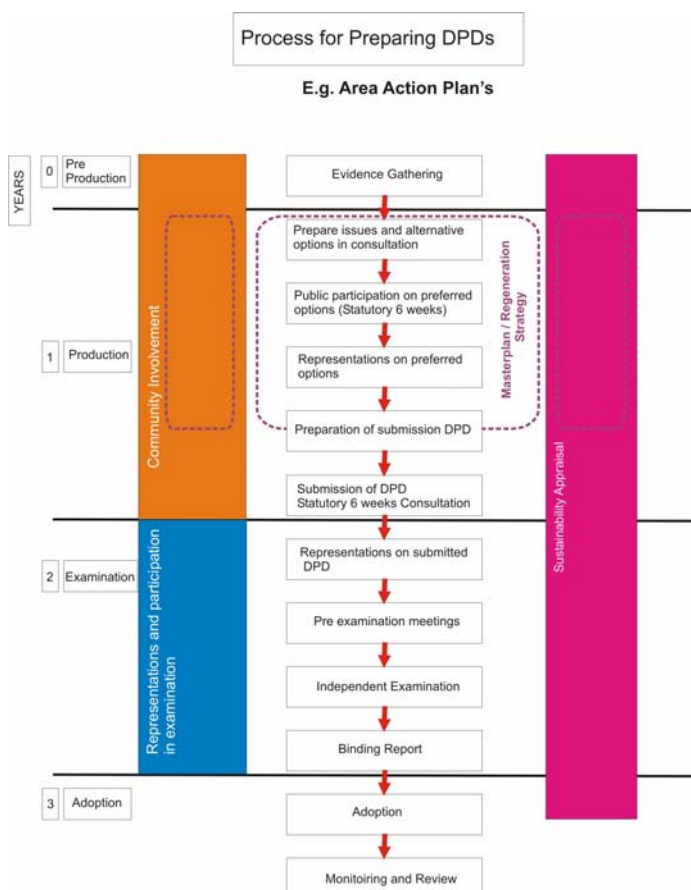 Process for Preparing DPDs
E.g. Area Action Plan's
YEARS
0
Pre
Production
Evidence Gathering
Prepare issues and alternative
options in consultation
Public participation on preferred
options (Statutory 6 weeks)
Masterplan / Regeneration
Strategy
1
Production
Community Involvement
Representations on preferred
options
Preparation of submission DPD
Submission of DPD
Statutory 6 weeks Consultation
Sustainability Appraisal
2
Examination
Representations and participation
in examination
Representations on submitted
DPD
Pre examination meetings
Independent Examination
Binding Report
3
Adoption
Adoption
Monitoiring and Review